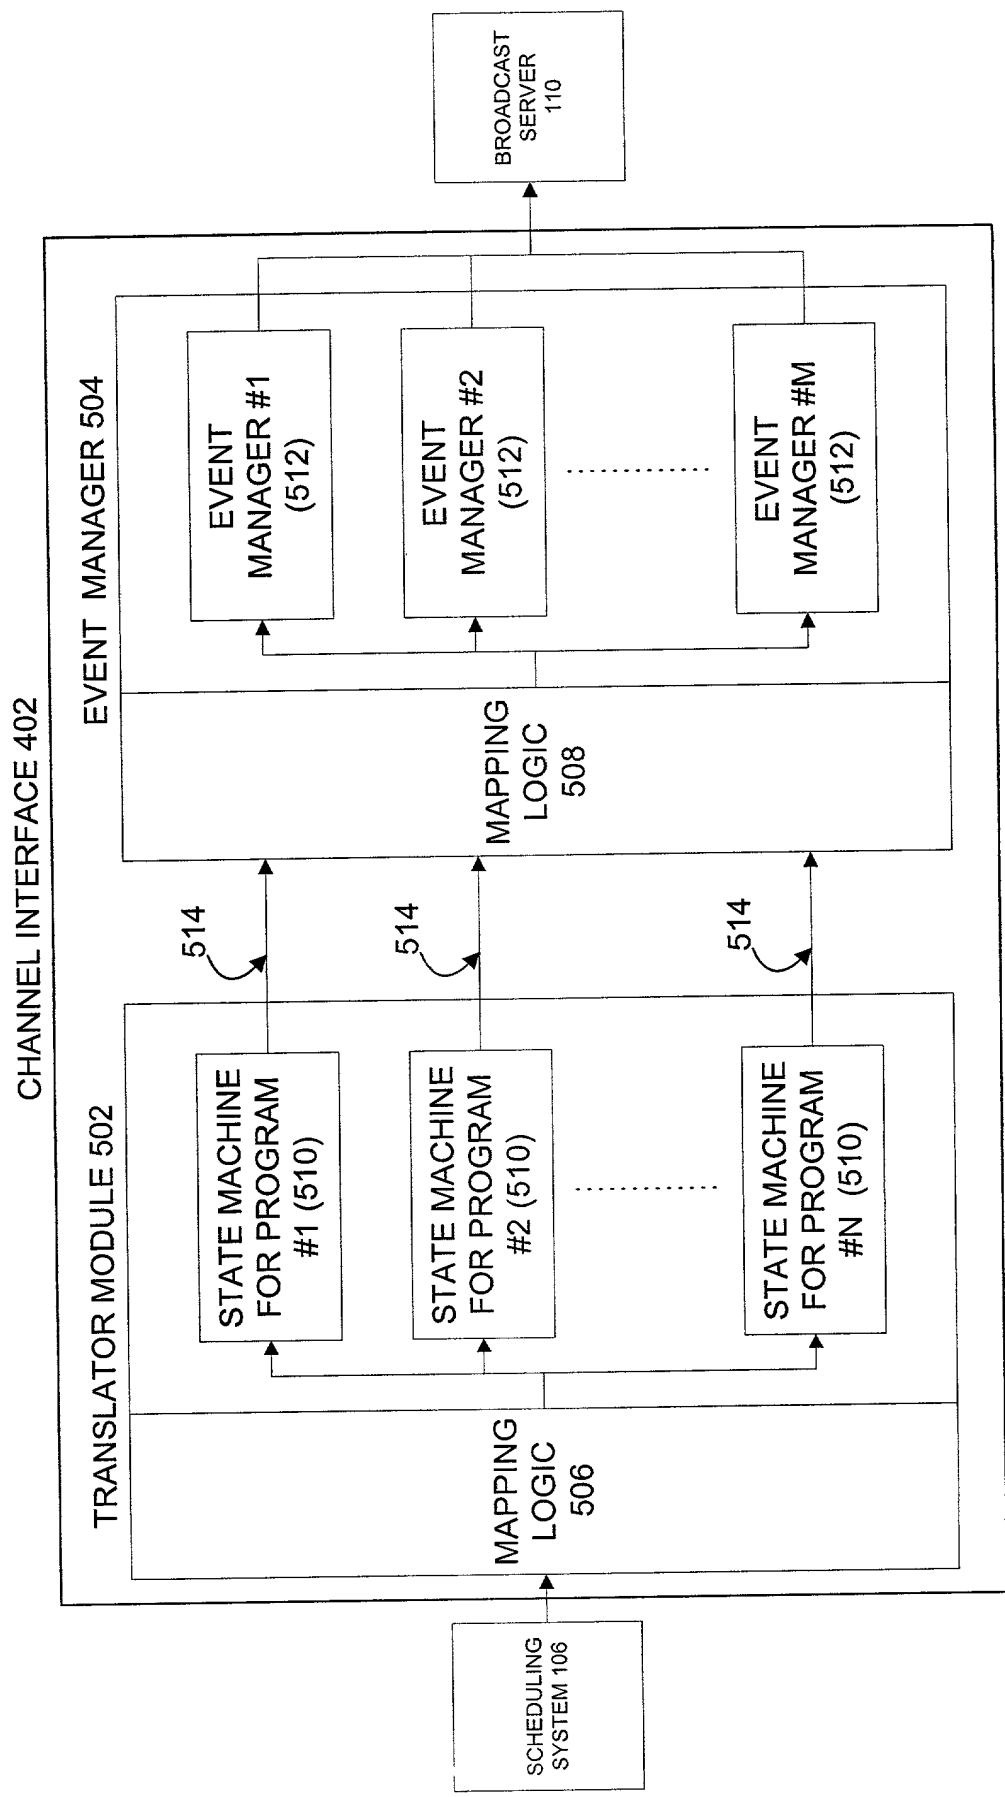 CHANNEL INTERFACE 402
TRANSLATOR MODULE 502
EVENT MANAGER 504
SCHEDULING
SYSTEM 106
MAPPING
LOGIC
506
STATE MACHINE
FOR PROGRAM
#1 (510)
STATE MACHINE
FOR PROGRAM
#2 (510)
STATE MACHINE
FOR PROGRAM
#N (510)
514
514
514
MAPPING
LOGIC
508
EVENT
MANAGER #1
(512)
EVENT
MANAGER #2
(512)
EVENT
MANAGER #M
(512)
BROADCAST
SERVER
110